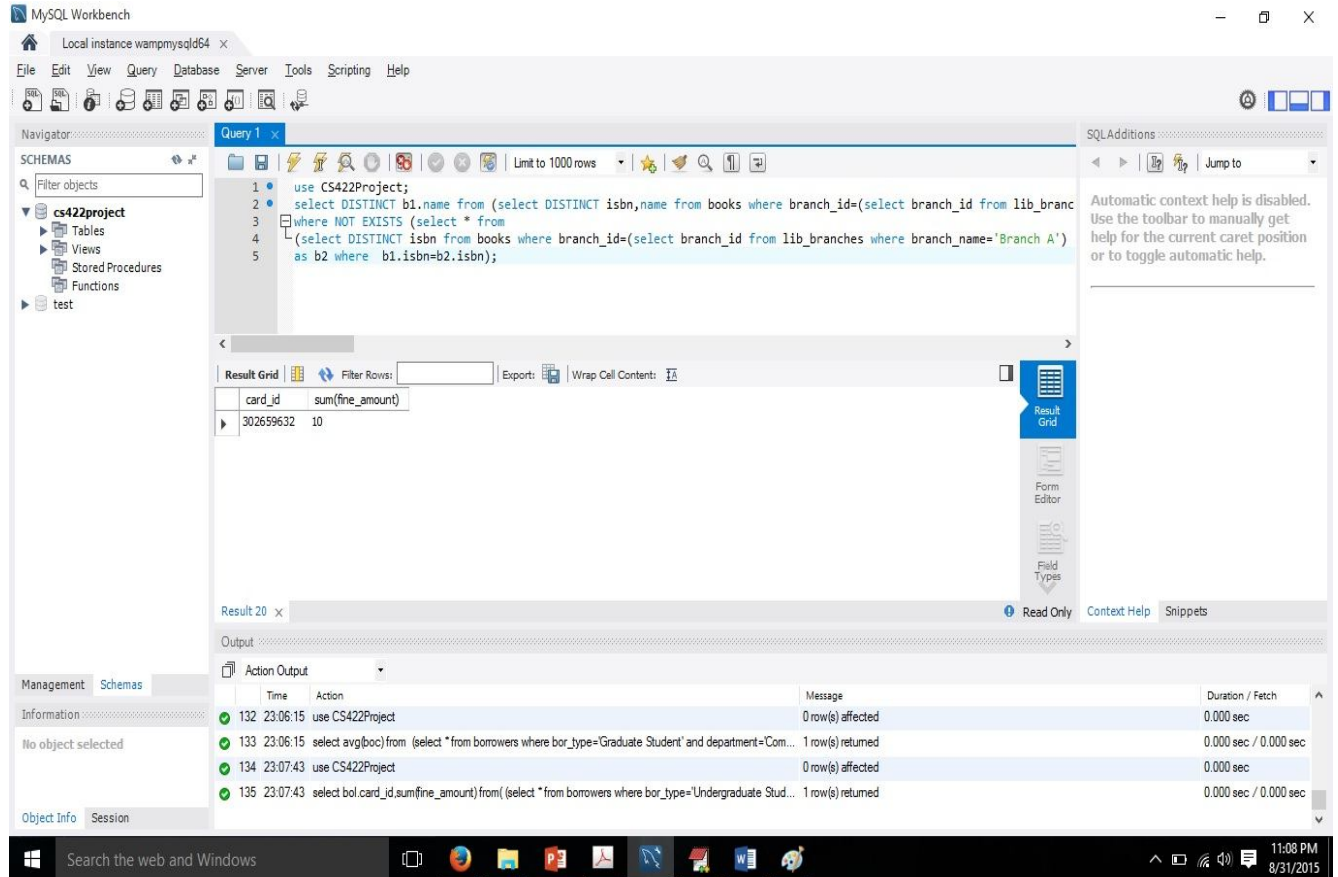 MySQL Workbench
Local instance wampmysqld64
File Edit View Query Database Server Tools Scripting Help
Navigator
SCHEMAS
Filter objects
cs422project
Tables
Views
Stored Procedures
Functions
test
Management Schemas
Information
No object selected
Object Info Session
Query 1
Limit to 1000 rows
1 use CS422Project;
2 select DISTINCT b1.name from (select DISTINCT isbn,name from books where branch_id=(select branch_id from lib_branc
3 where NOT EXISTS (select * from
4 (select DISTINCT isbn from books where branch_id=(select branch_id from lib_branches where branch_name='Branch A')
5 as b2 where b1.isbn=b2.isbn);
Result Grid Filter Rows: Export: Wrap Cell Content:
card_id sum(fine_amount)
302659632 10
Result Grid
Form Editor
Field Types
Result 20
Read Only
SQLAdditions
Jump to
Automatic context help is disabled.
Use the toolbar to manually get
help for the current caret position
or to toggle automatic help.
Context Help Snippets
Output
Action Output
Time Action Message Duration / Fetch
132 23:06:15 use CS422Project 0 row(s) affected 0.000 sec
133 23:06:15 select avg(boc) from (select * from borrowers where bor_type='Graduate Student' and department='Com... 1 row(s) returned 0.000 sec / 0.000 sec
134 23:07:43 use CS422Project 0 row(s) affected 0.000 sec
135 23:07:43 select bol.card_id,sum(fine_amount) from( (select * from borrowers where bor_type='Undergraduate Stud... 1 row(s) returned 0.000 sec / 0.000 sec
Search the web and Windows
11:08 PM
8/31/2015